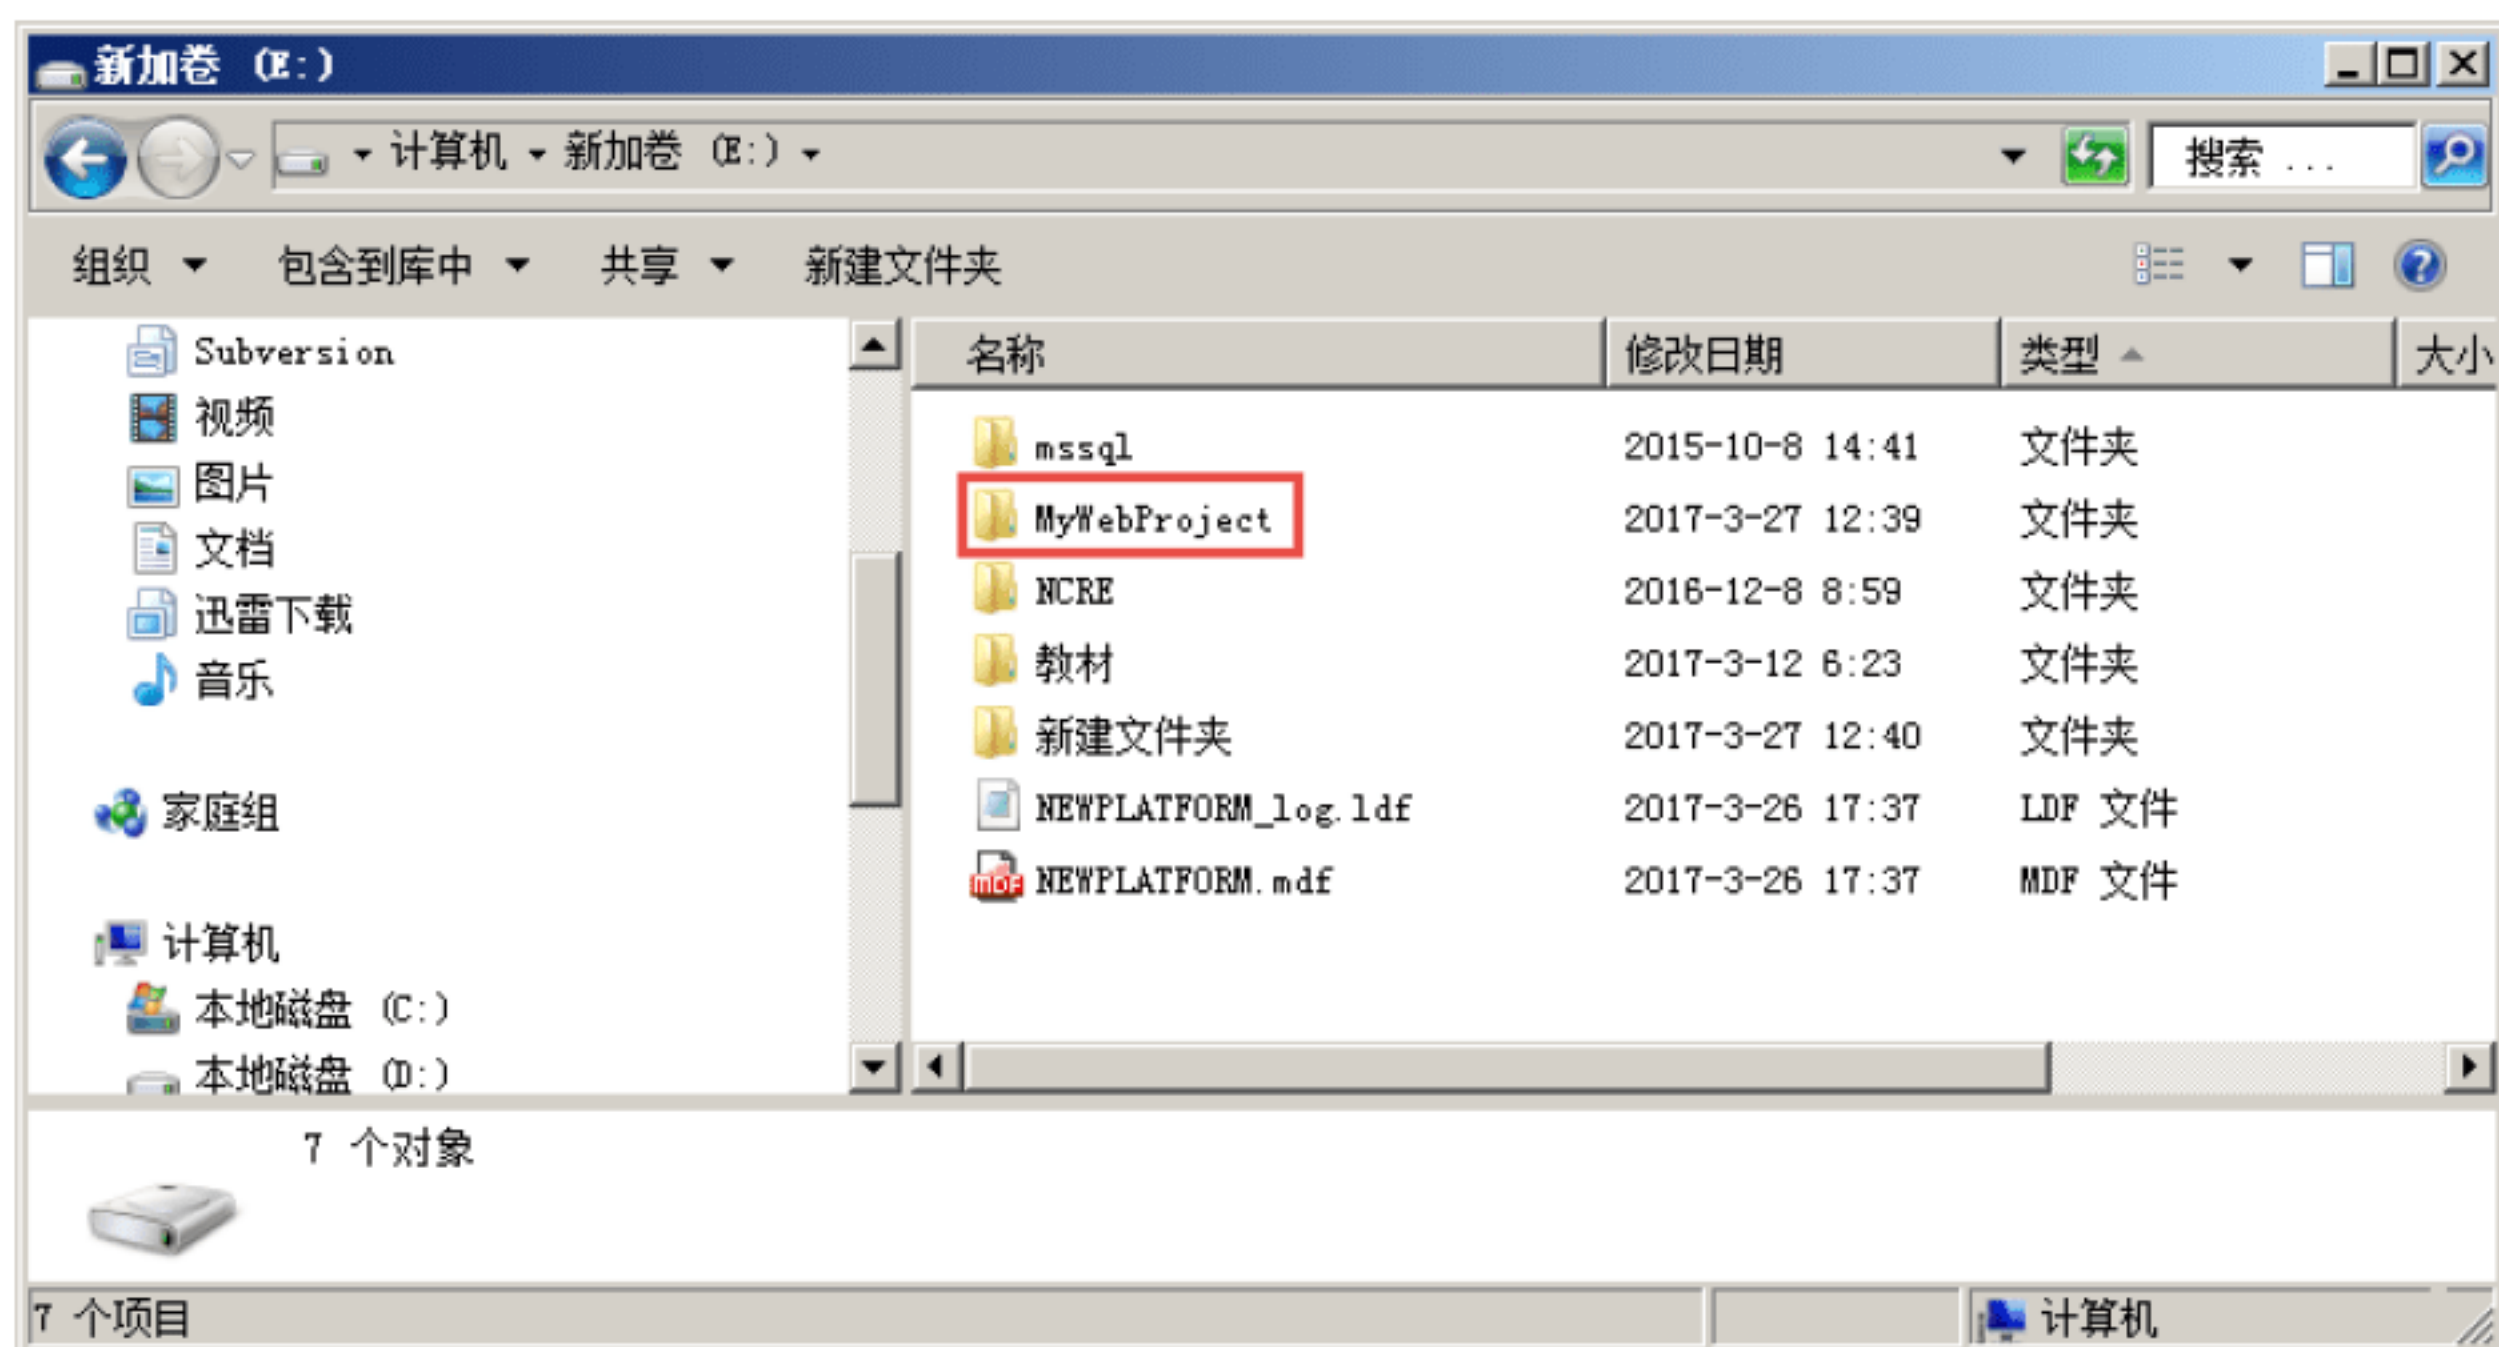 新加卷 (E:)
计算机 新加卷 (E:) 搜索 ...
组织 包含到库中 共享 新建文件夹
Subversion
视频
图片
文档
迅雷下载
音乐
家庭组
计算机
本地磁盘 (C:)
本地磁盘 (D:)
名称 修改日期 类型 大小
mssql 2015-10-8 14:41 文件夹
MyWebProject 2017-3-27 12:39 文件夹
NCRE 2016-12-8 8:59 文件夹
教材 2017-3-12 6:23 文件夹
新建文件夹 2017-3-27 12:40 文件夹
NEWPLATFORM_log.ldf 2017-3-26 17:37 LDF 文件
NEWPLATFORM.mdf 2017-3-26 17:37 MDF 文件
7 个对象
7 个项目 计算机